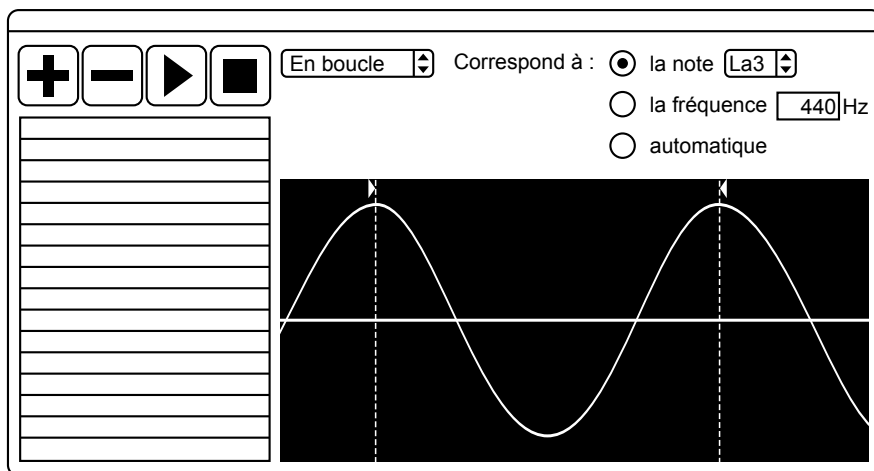 En boucle Correspond à : la note La3
la fréquence 440 Hz
automatique